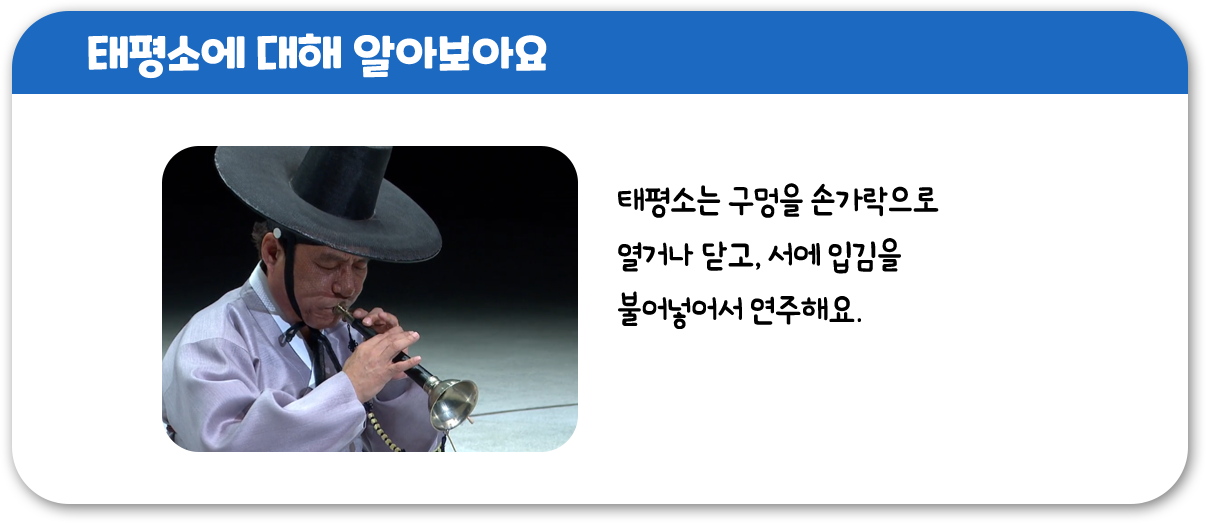 태평소에 대해 알아보아요
태평소는 구멍을 손가락으로
열거나 닫고, 서에 입김을
불어넣어서 연주해요.